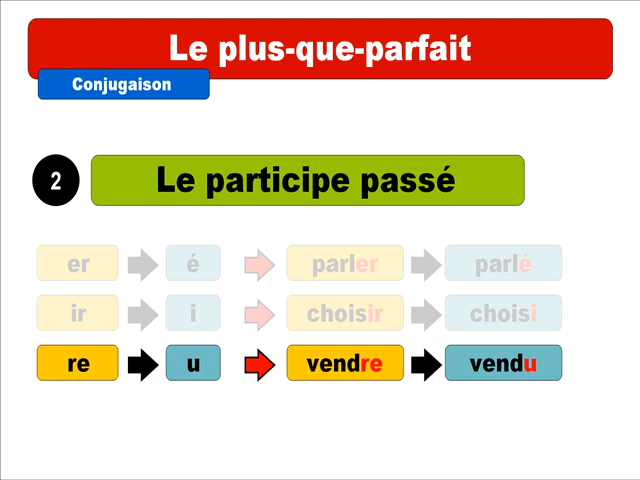 Le plus-que-parfait
Conjugaison
2 Le participe passé
er é parler parlé
ir i choisir choisi
re u vendre vendu